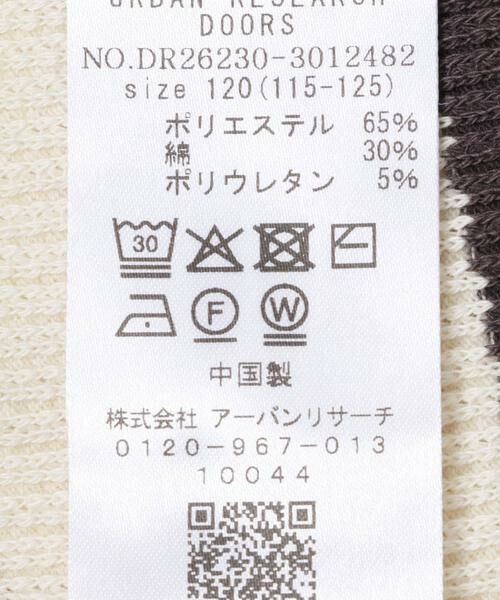 URBAN RESEARCH
DOORS
NO.DR26230-3012482
size 120(115-125)
ポリエステル 65%
綿 30%
ポリウレタン 5%
30
F W
中国製
株式会社 アーバンリサーチ
0120-967-013
10044